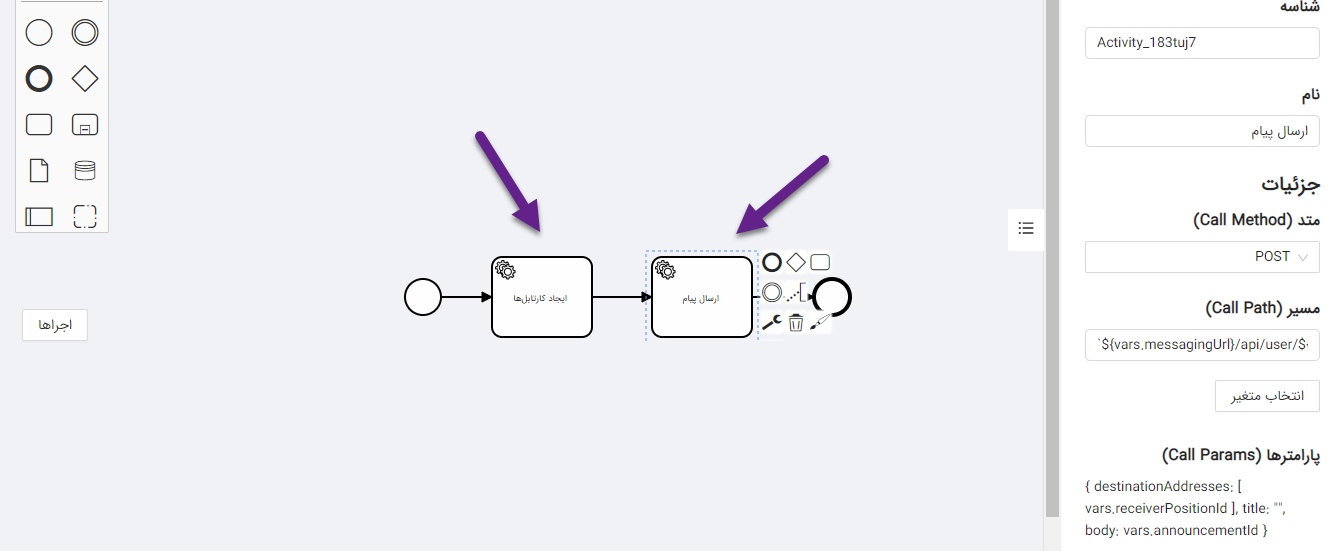 شناسه
Activity_183tuj7
نام
ارسال پیام
جزئیات
متد (Call Method)
POST
مسیر (Call Path)
`${vars.messagingUrl}/api/user/$
انتخاب متغیر
پارامترها (Call Params)
{ destinationAddresses: [
vars.receiverPositionId ], title: "",
body: vars.announcementId }
ایجاد کارتابل‌ها
ارسال پیام
اجراها